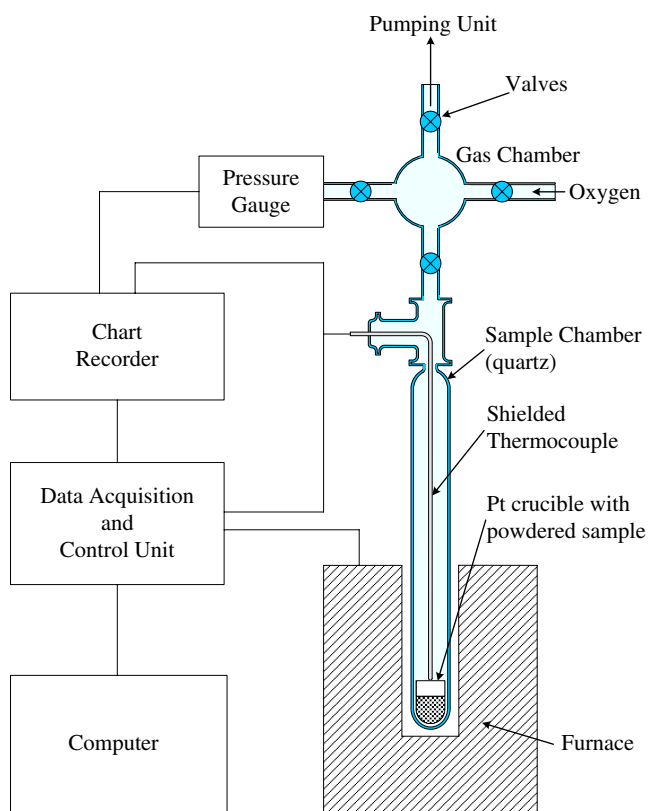 Pumping Unit
Valves
Gas Chamber
Pressure
Gauge
Oxygen
Chart
Recorder
Sample Chamber
(quartz)
Shielded
Thermocouple
Data Acquisition
and
Control Unit
Pt crucible with
powdered sample
Computer
Furnace